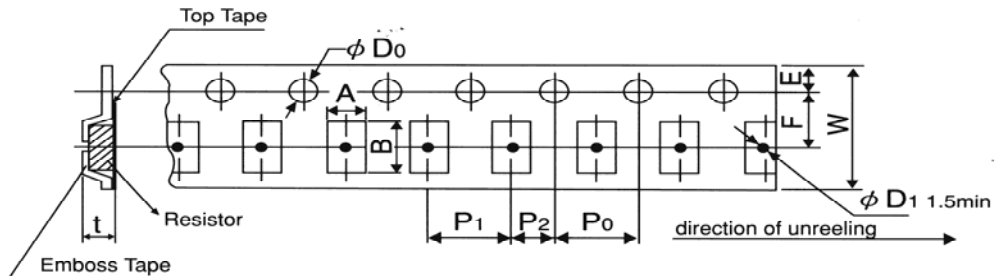 Top Tape
φ D₀
A
B
E
F
W
t
Resistor
Emboss Tape
P₁
P₂
P₀
φ D₁ 1.5min
direction of unreeling